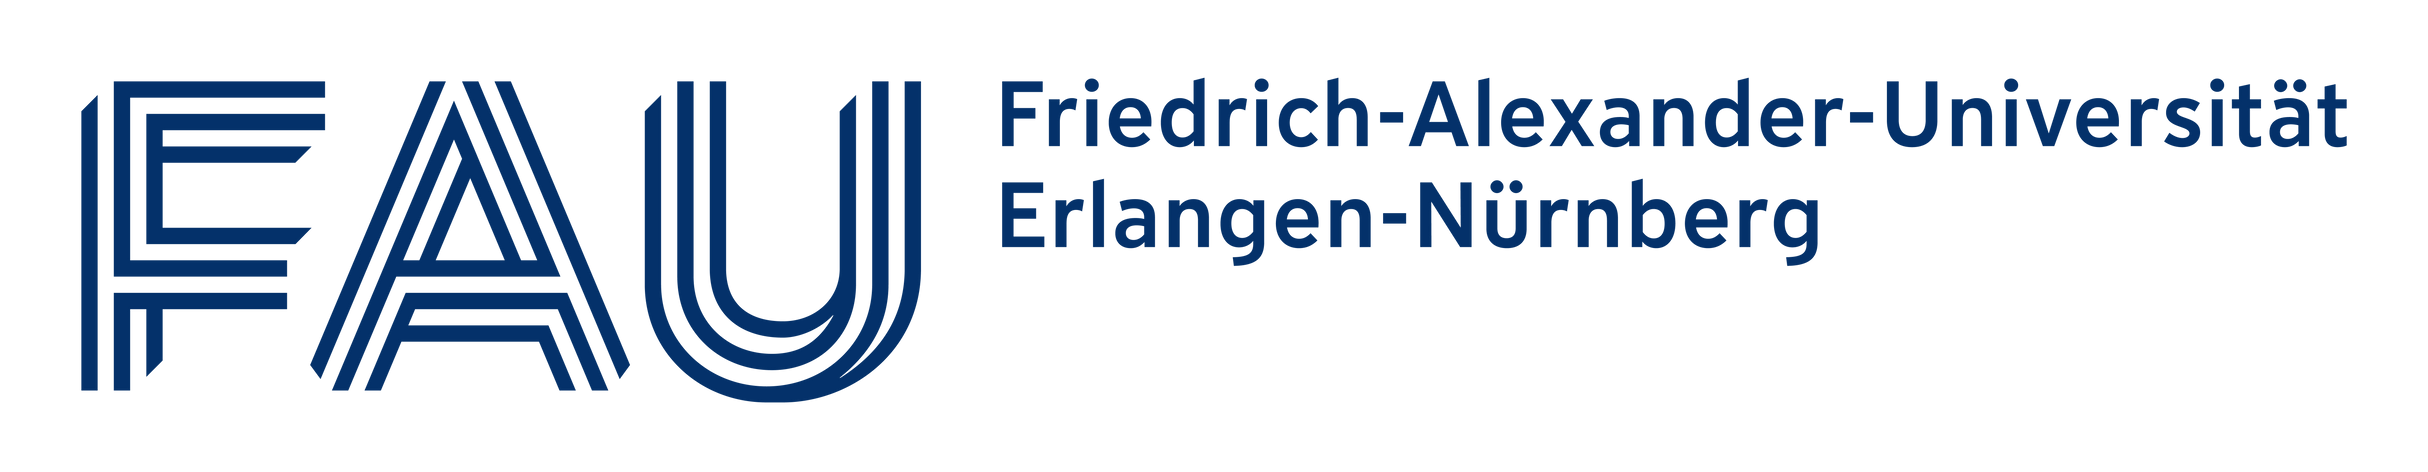 FAU
Friedrich-Alexander-Universität
Erlangen-Nürnberg